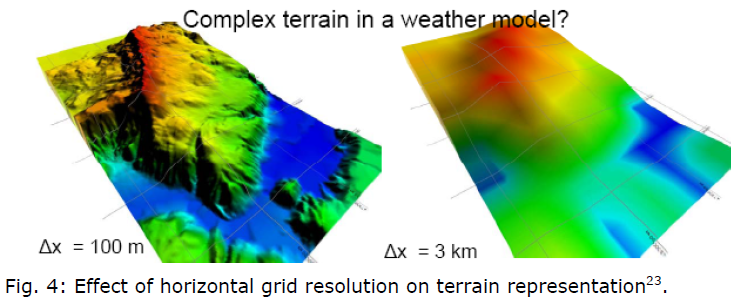 Complex terrain in a weather model?
Δx = 100 m
Δx = 3 km
Fig. 4: Effect of horizontal grid resolution on terrain representation²³.